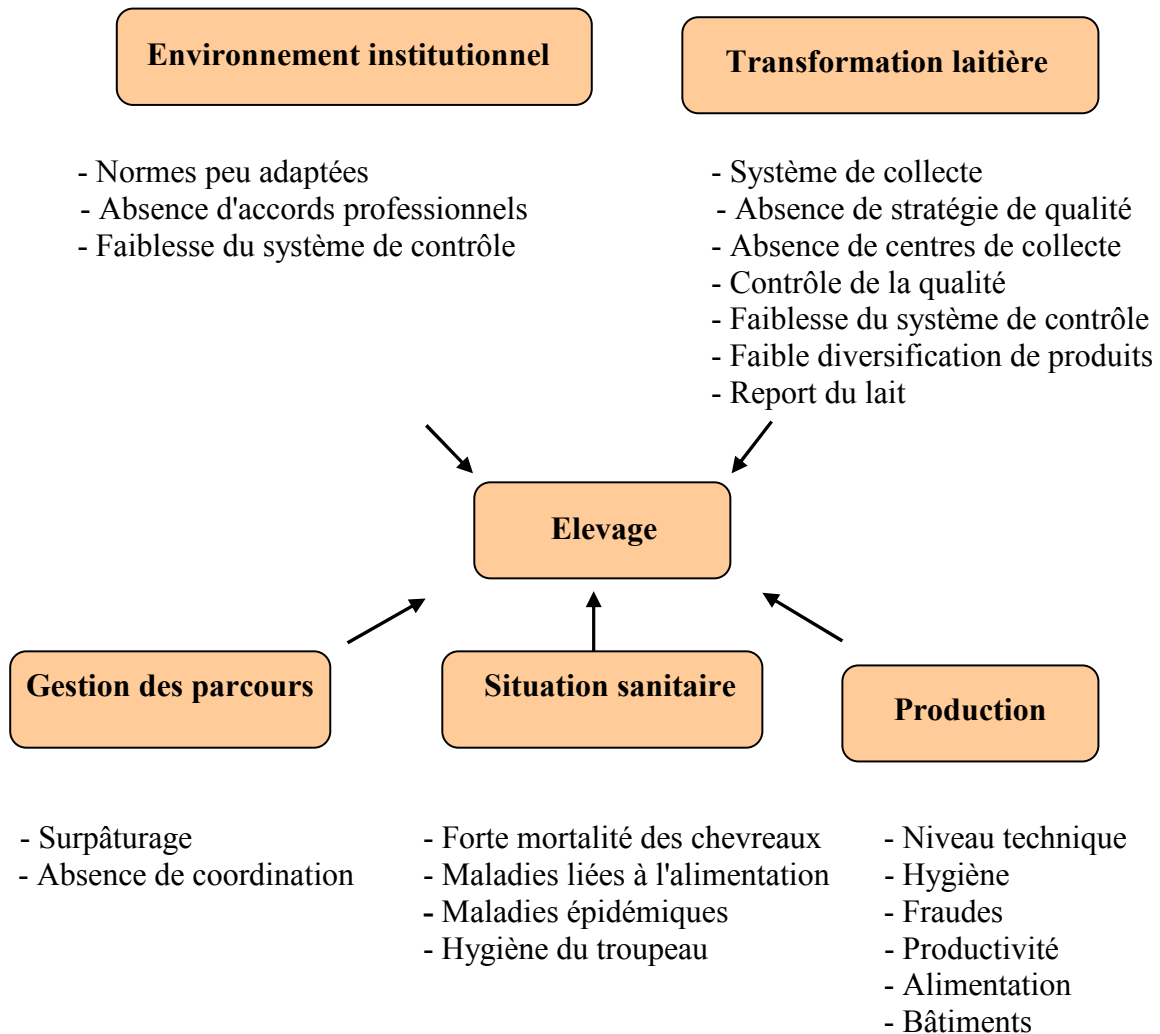 Environnement institutionnel
Transformation laitière
- Normes peu adaptées
- Absence d'accords professionnels
- Faiblesse du système de contrôle
- Système de collecte
- Absence de stratégie de qualité
- Absence de centres de collecte
- Contrôle de la qualité
- Faiblesse du système de contrôle
- Faible diversification de produits
- Report du lait
Elevage
Gestion des parcours
Situation sanitaire
Production
- Surpâturage
- Absence de coordination
- Forte mortalité des chevreaux
- Maladies liées à l'alimentation
- Maladies épidémiques
- Hygiène du troupeau
- Niveau technique
- Hygiène
- Fraudes
- Productivité
- Alimentation
- Bâtiments